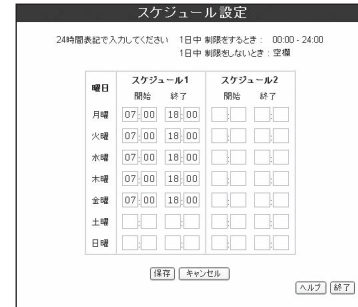 スケジュール設定
24時間表記で入力してください 1日中 制限をするとき： 00:00 - 24:00
1日中 制限をしないとき： 空欄
曜日 スケジュール1 スケジュール2
開始 終了 開始 終了
月曜 07:00 18:00 : :
火曜 07:00 18:00 : :
水曜 07:00 18:00 : :
木曜 07:00 18:00 : :
金曜 07:00 18:00 : :
土曜 : : : :
日曜 : : : :
保存 キャンセル
ヘルプ 終了